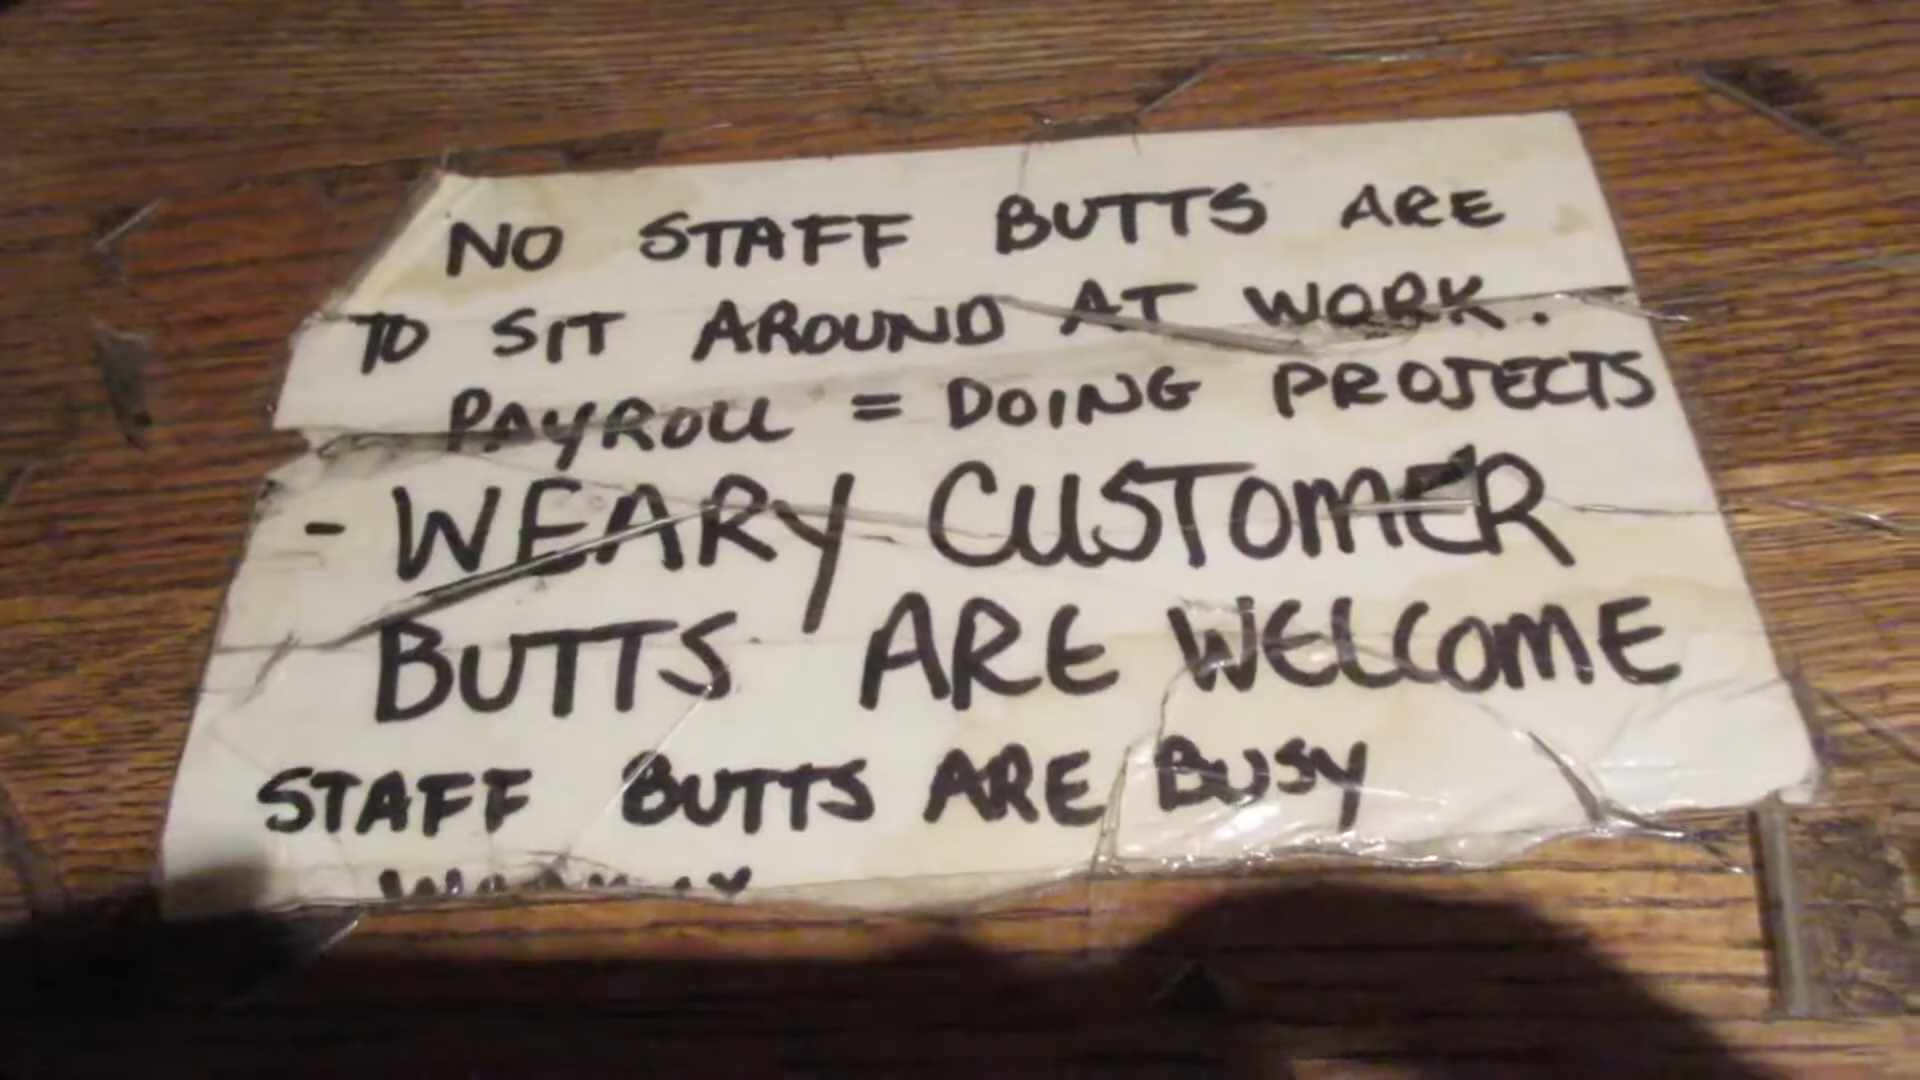 NO STAFF BUTTS ARE
TO SIT AROUND AT WORK.
PAYROLL = DOING PROJECTS
- WEARY CUSTOMER
BUTTS ARE WELCOME
STAFF BUTTS ARE BUSY